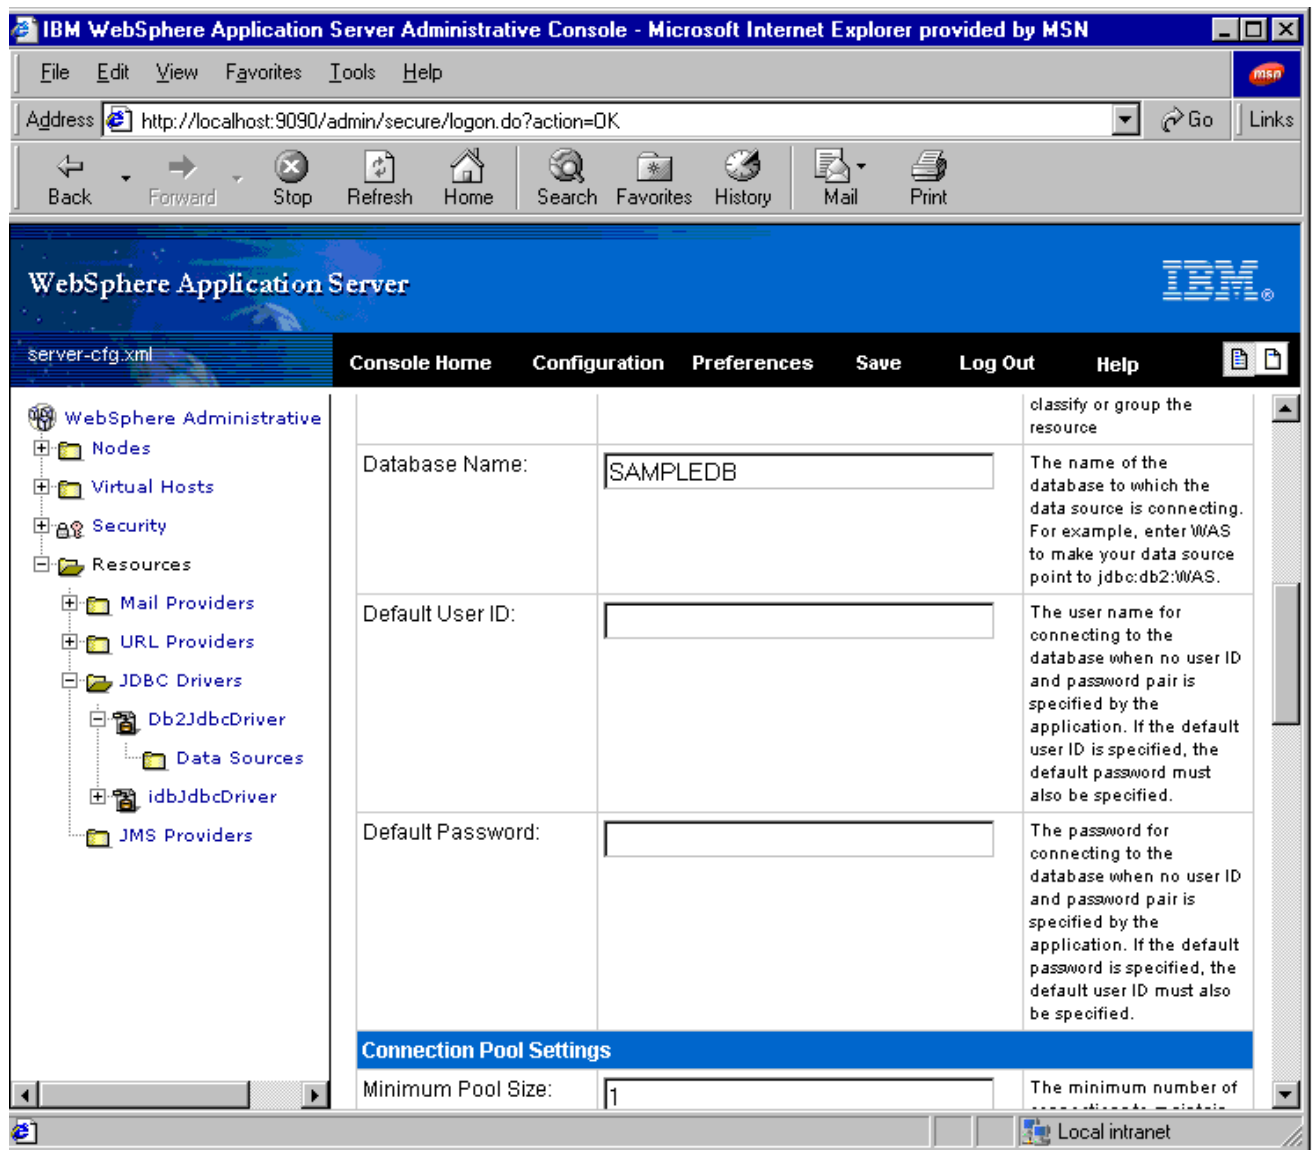 IBM WebSphere Application Server Administrative Console - Microsoft Internet Explorer provided by MSN
File Edit View Favorites Tools Help
msn
Address http://localhost:9090/admin/secure/logon.do?action=OK Go Links
Back Forward Stop Refresh Home Search Favorites History Mail Print
WebSphere Application Server
IBM®
server-cfg.xml
Console Home Configuration Preferences Save Log Out Help
WebSphere Administrative
Nodes
Virtual Hosts
Security
Resources
Mail Providers
URL Providers
JDBC Drivers
Db2JdbcDriver
Data Sources
idbJdbcDriver
JMS Providers
classify or group the
resource
Database Name:
SAMPLEDB
The name of the
database to which the
data source is connecting.
For example, enter WAS
to make your data source
point to jdbc:db2:WAS.
Default User ID:
The user name for
connecting to the
database when no user ID
and password pair is
specified by the
application. If the default
user ID is specified, the
default password must
also be specified.
Default Password:
The password for
connecting to the
database when no user ID
and password pair is
specified by the
application. If the default
password is specified, the
default user ID must also
be specified.
Connection Pool Settings
Minimum Pool Size:
1
The minimum number of
Local intranet